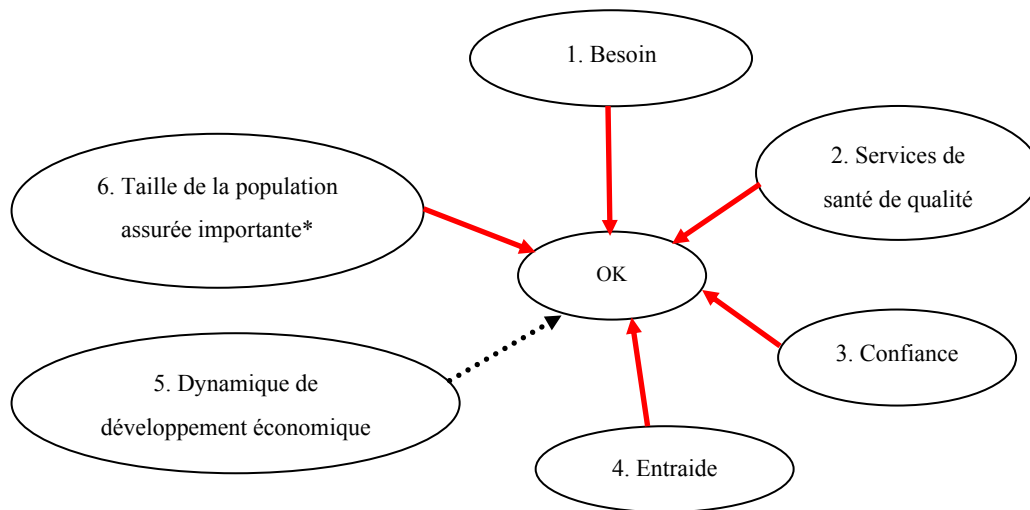 1. Besoin
2. Services de
santé de qualité
3. Confiance
4. Entraide
5. Dynamique de
développement économique
6. Taille de la population
assurée importante*
OK